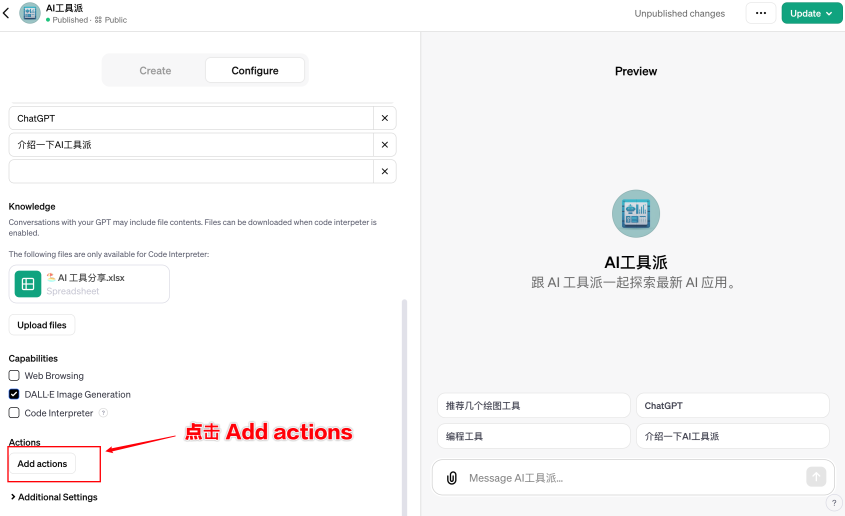 AI工具派
Published · Public
Unpublished changes
Update
Create
Configure
ChatGPT
介绍一下AI工具派
Knowledge
Conversations with your GPT may include file contents. Files can be downloaded when code interpeter is
enabled.
The following files are only available for Code Interpreter:
AI 工具分享.xlsx
Spreadsheet
Upload files
Capabilities
Web Browsing
DALL·E Image Generation
Code Interpreter ?
点击 Add actions
Actions
Add actions
Additional Settings
Preview
AI工具派
跟 AI 工具派一起探索最新 AI 应用。
推荐几个绘图工具
ChatGPT
编程工具
介绍一下AI工具派
Message AI工具派...
?